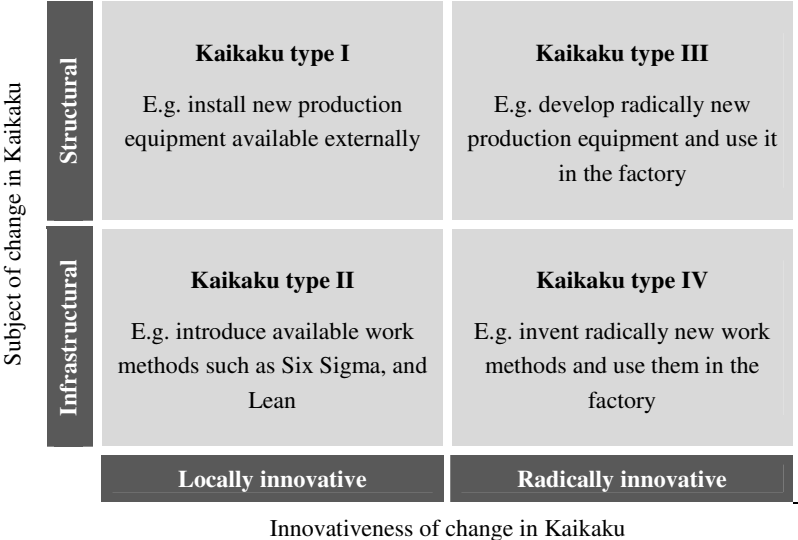 Subject of change in Kaikaku
Structural
Kaikaku type I
E.g. install new production
equipment available externally
Kaikaku type III
E.g. develop radically new
production equipment and use it
in the factory
Infrastructural
Kaikaku type II
E.g. introduce available work
methods such as Six Sigma, and
Lean
Kaikaku type IV
E.g. invent radically new work
methods and use them in the
factory
Locally innovative
Radically innovative
Innovativeness of change in Kaikaku